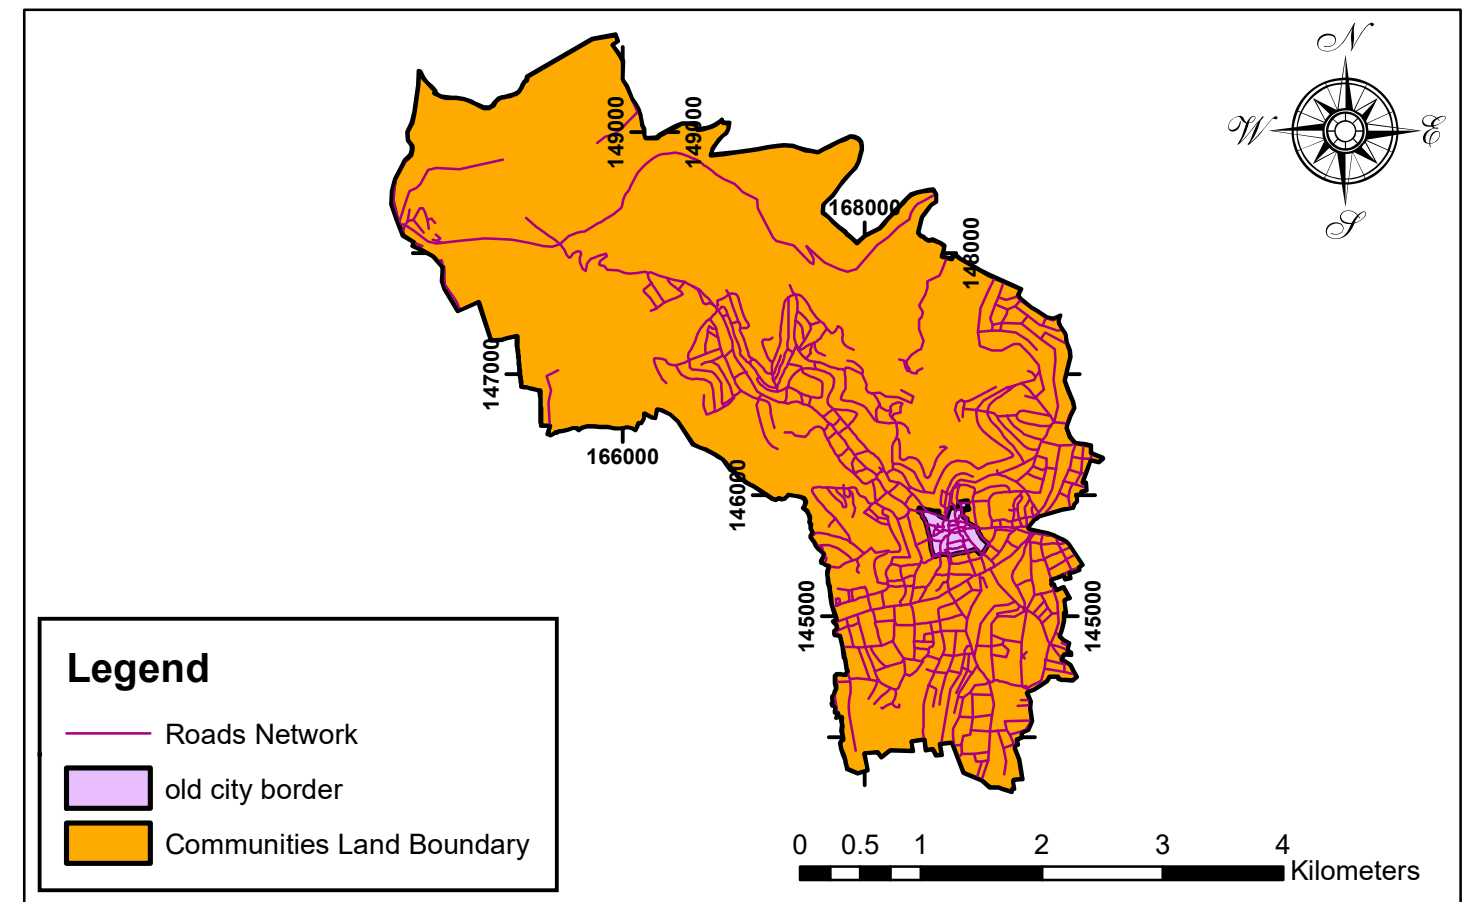 N
W
E
S
149000
149000
168000
148000
147000
166000
146000
145000
145000
Legend
Roads Network
old city border
Communities Land Boundary
0 0.5 1 2 3 4
Kilometers